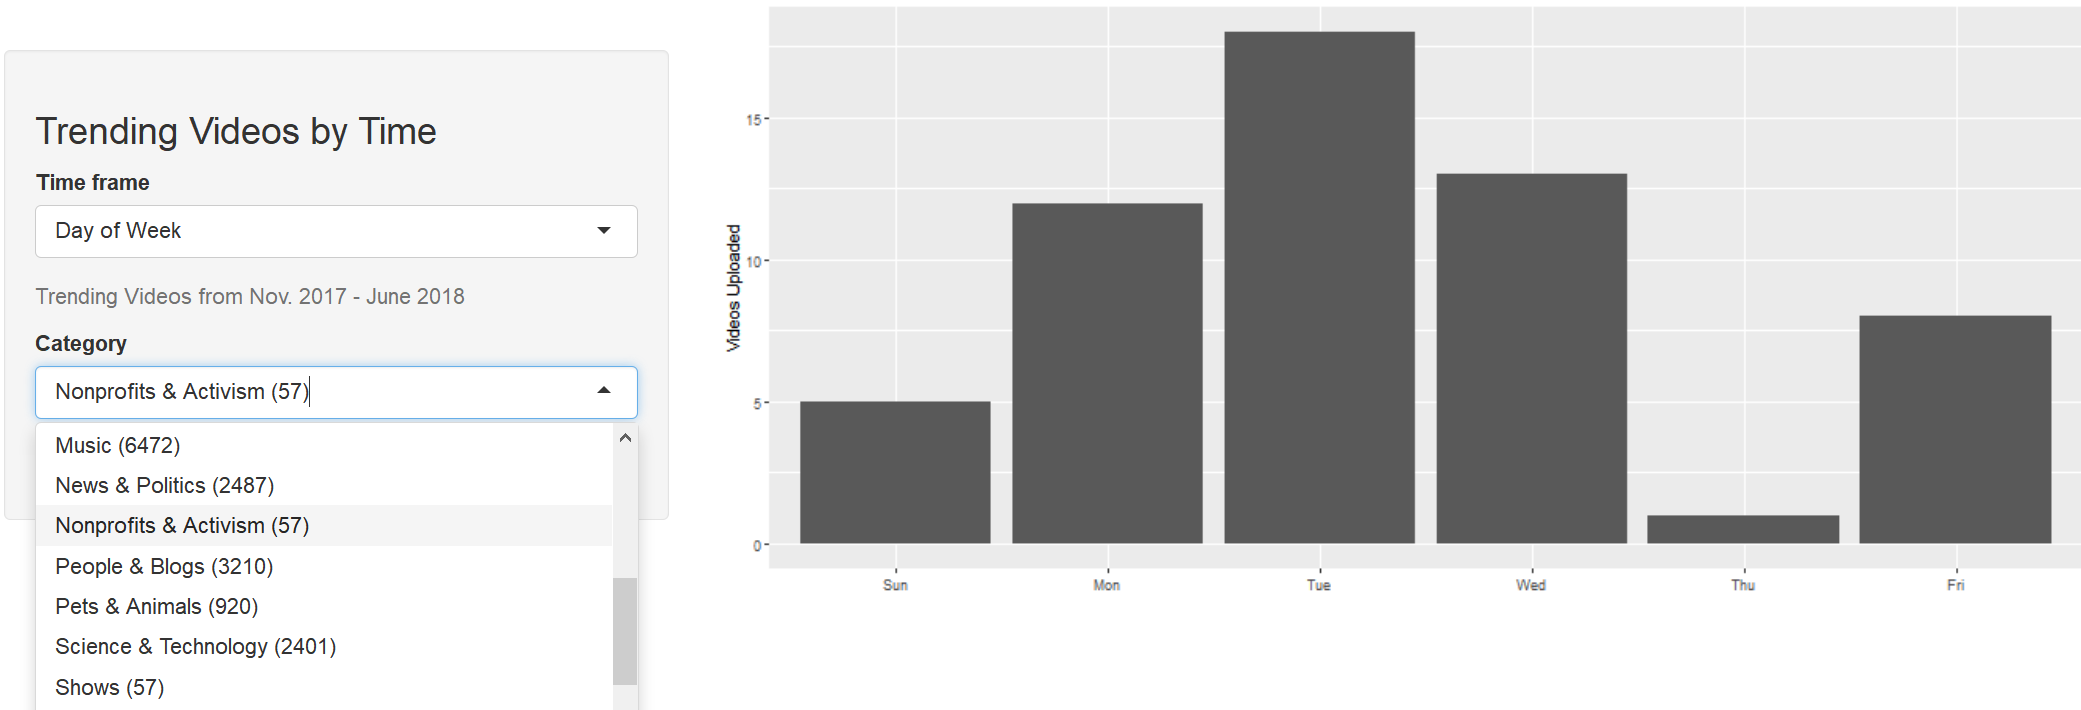 Trending Videos by Time
Time frame
Day of Week
Trending Videos from Nov. 2017 - June 2018
Category
Nonprofits & Activism (57)
Music (6472)
News & Politics (2487)
Nonprofits & Activism (57)
People & Blogs (3210)
Pets & Animals (920)
Science & Technology (2401)
Shows (57)
Videos Uploaded
15
10
5
0
Sun Mon Tue Wed Thu Fri